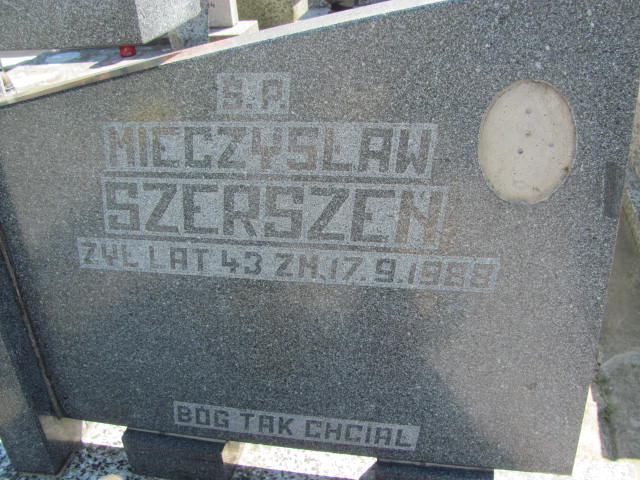 Ś.P.
MIECZYSŁAW
SZERSZEŃ
ŻYŁ LAT 43 ZM.17.9.1988
BÓG TAK CHCIAŁ